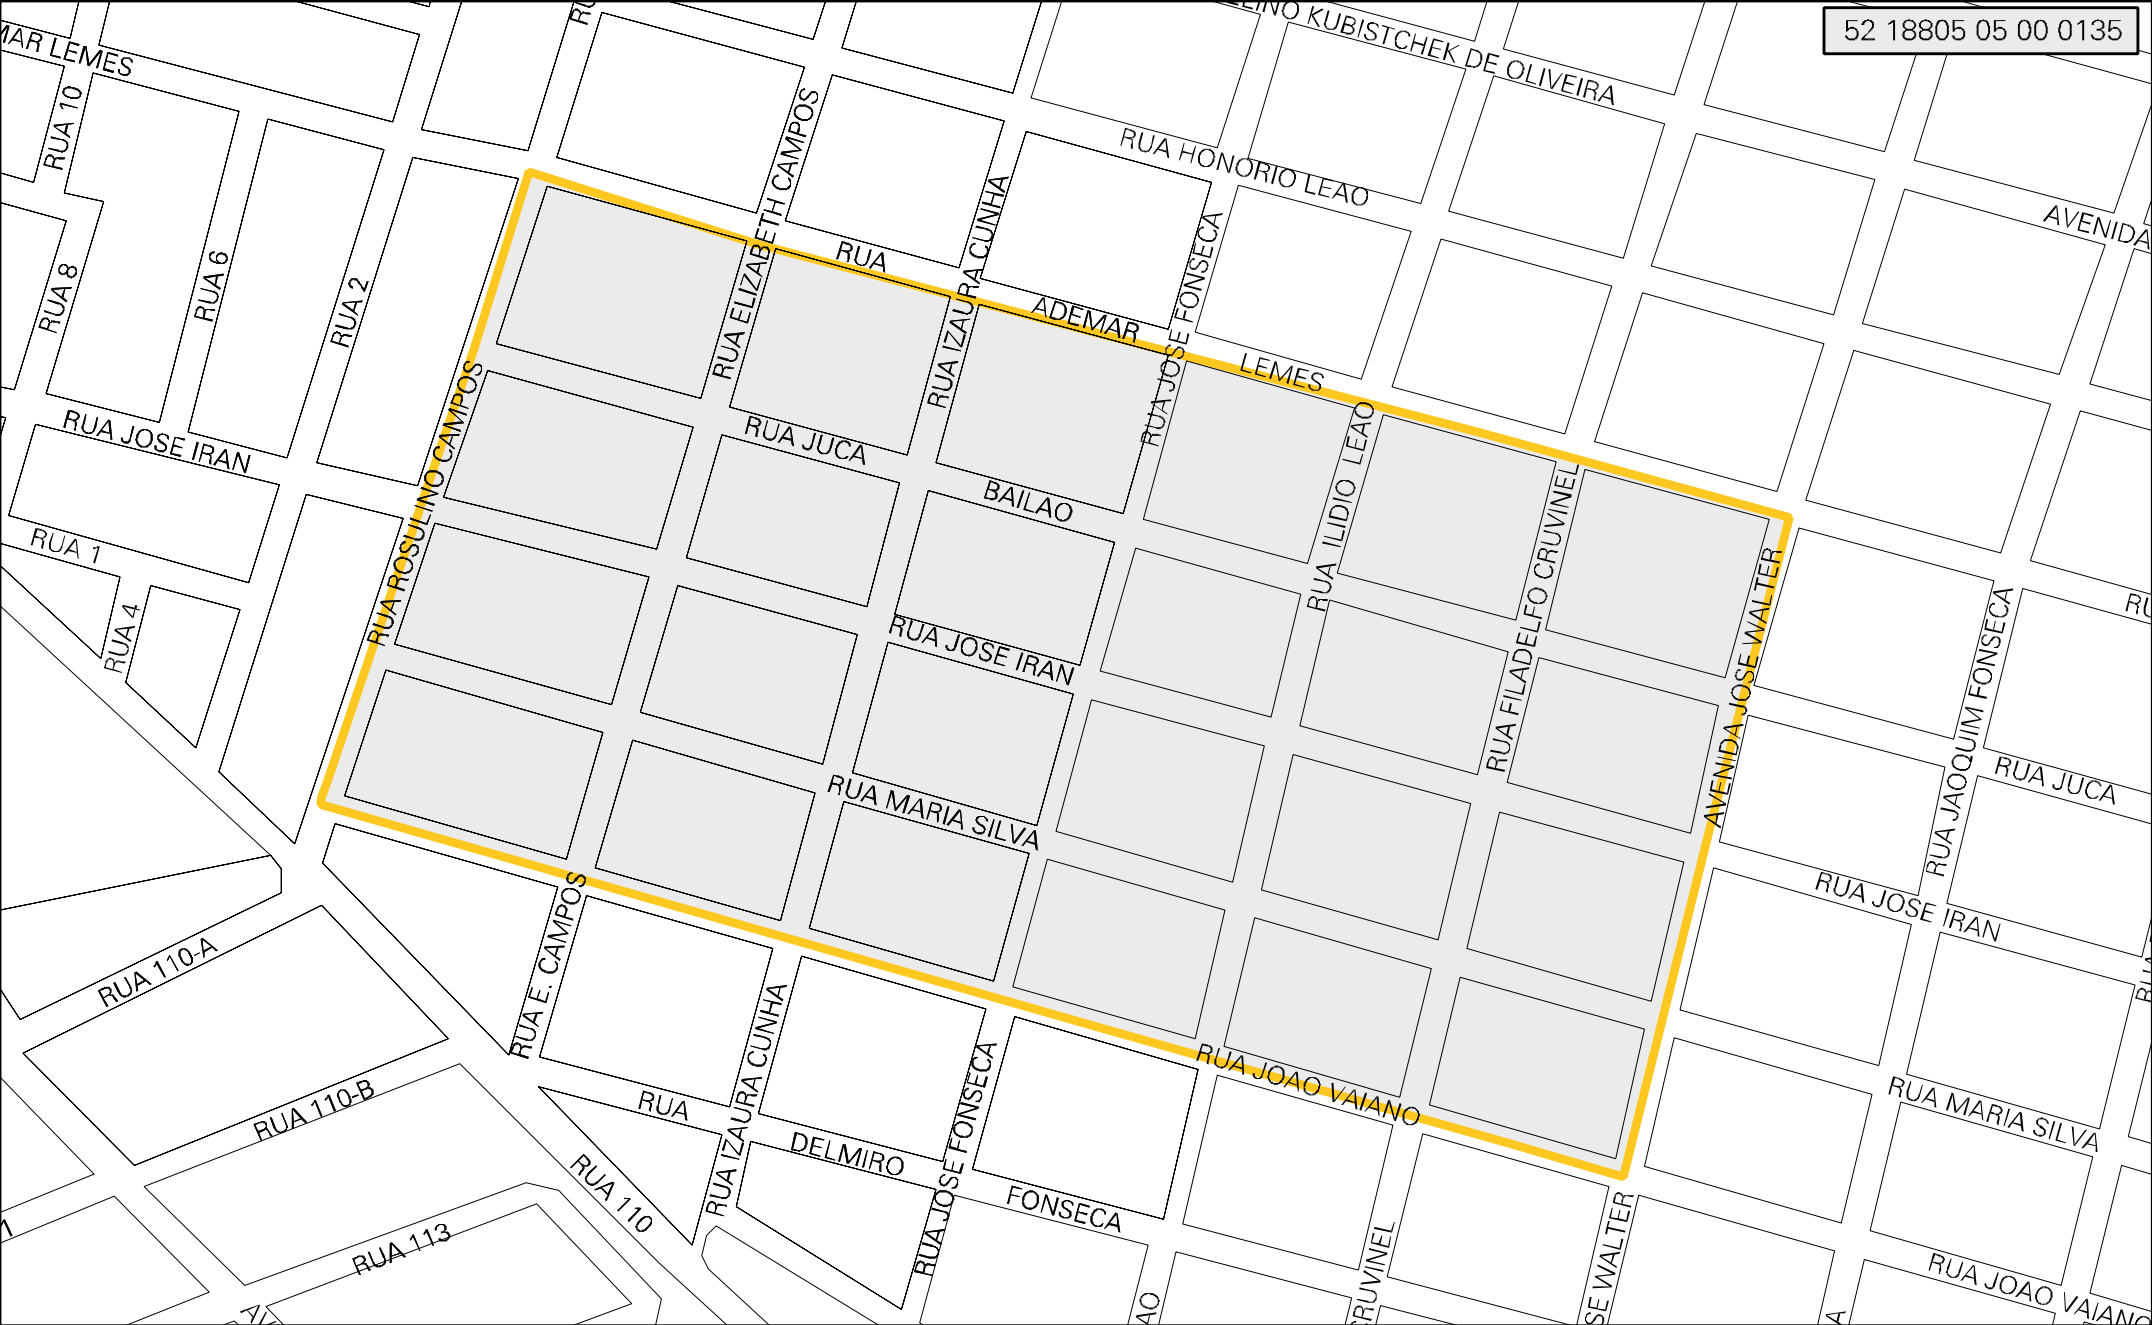 52 18805 05 00 0135
KUBISTCHEK DE OLIVEIRA
MAR LEMES
RUA 10
RUA HONORIO LEAO
RUA ELIZABETH CAMPOS
RUA IZAURA CUNHA
RUA JOSE FONSECA
AVENIDA
RUA 8
RUA 6
RUA 2
RUA
ADEMAR
LEMES
RUA ROSULINO CAMPOS
RUA JOSE IRAN
RUA JUCA
BAILAO
RUA ILIDIO LEAO
RUA FILADELFO CRUVINEL
AVENIDA JOSE WALTER
RUA 1
RUA 4
RUA JOSE IRAN
RUA JAOQUIM FONSECA
RUA JUCA
RUA MARIA SILVA
RUA JOSE IRAN
RUA E. CAMPOS
RUA 110-A
RUA IZAURA CUNHA
RUA JOSE FONSECA
RUA JOAO VAIANO
RUA 110-B
RUA
DELMIRO
FONSECA
RUA MARIA SILVA
RUA 110
RUA 113
CRUVINEL
SE WALTER
RUA JOAO VAIANO